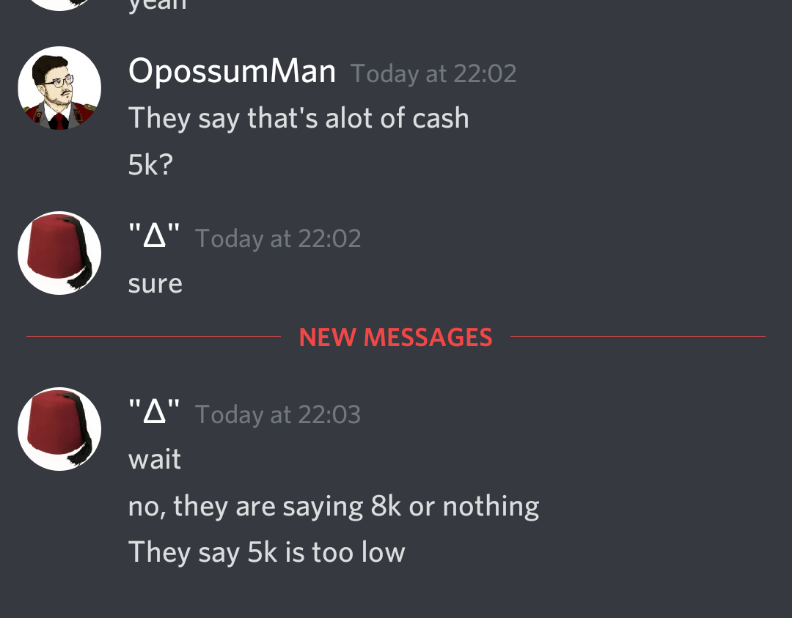 yeah
OpossumMan Today at 22:02
They say that's alot of cash
5k?
"Δ" Today at 22:02
sure
NEW MESSAGES
"Δ" Today at 22:03
wait
no, they are saying 8k or nothing
They say 5k is too low